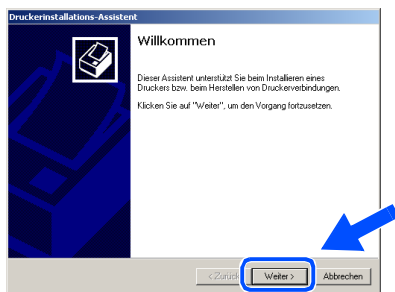 Druckerinstallations-Assistent
Willkommen
Dieser Assistent unterstützt Sie beim Installieren eines
Druckers bzw. beim Herstellen von Druckerverbindungen.
Klicken Sie auf "Weiter", um den Vorgang fortzusetzen.
< Zurück
Weiter >
Abbrechen